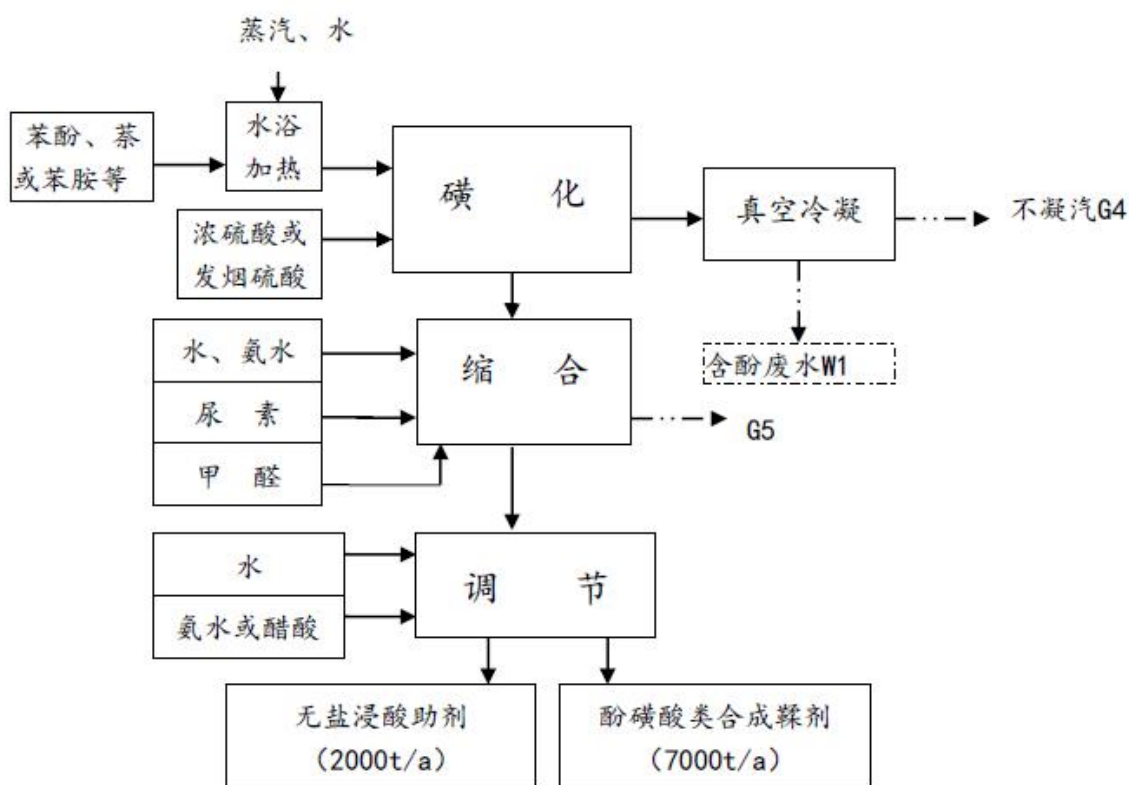 蒸汽、水
苯酚、萘
或苯胺等
水浴
加热
磺 化
真空冷凝
不凝汽G4
浓硫酸或
发烟硫酸
水、氨水
缩 合
含酚废水W1
尿 素
G5
甲 醛
水
调 节
氨水或醋酸
无盐浸酸助剂
（2000t/a）
酚磺酸类合成鞣剂
（7000t/a）